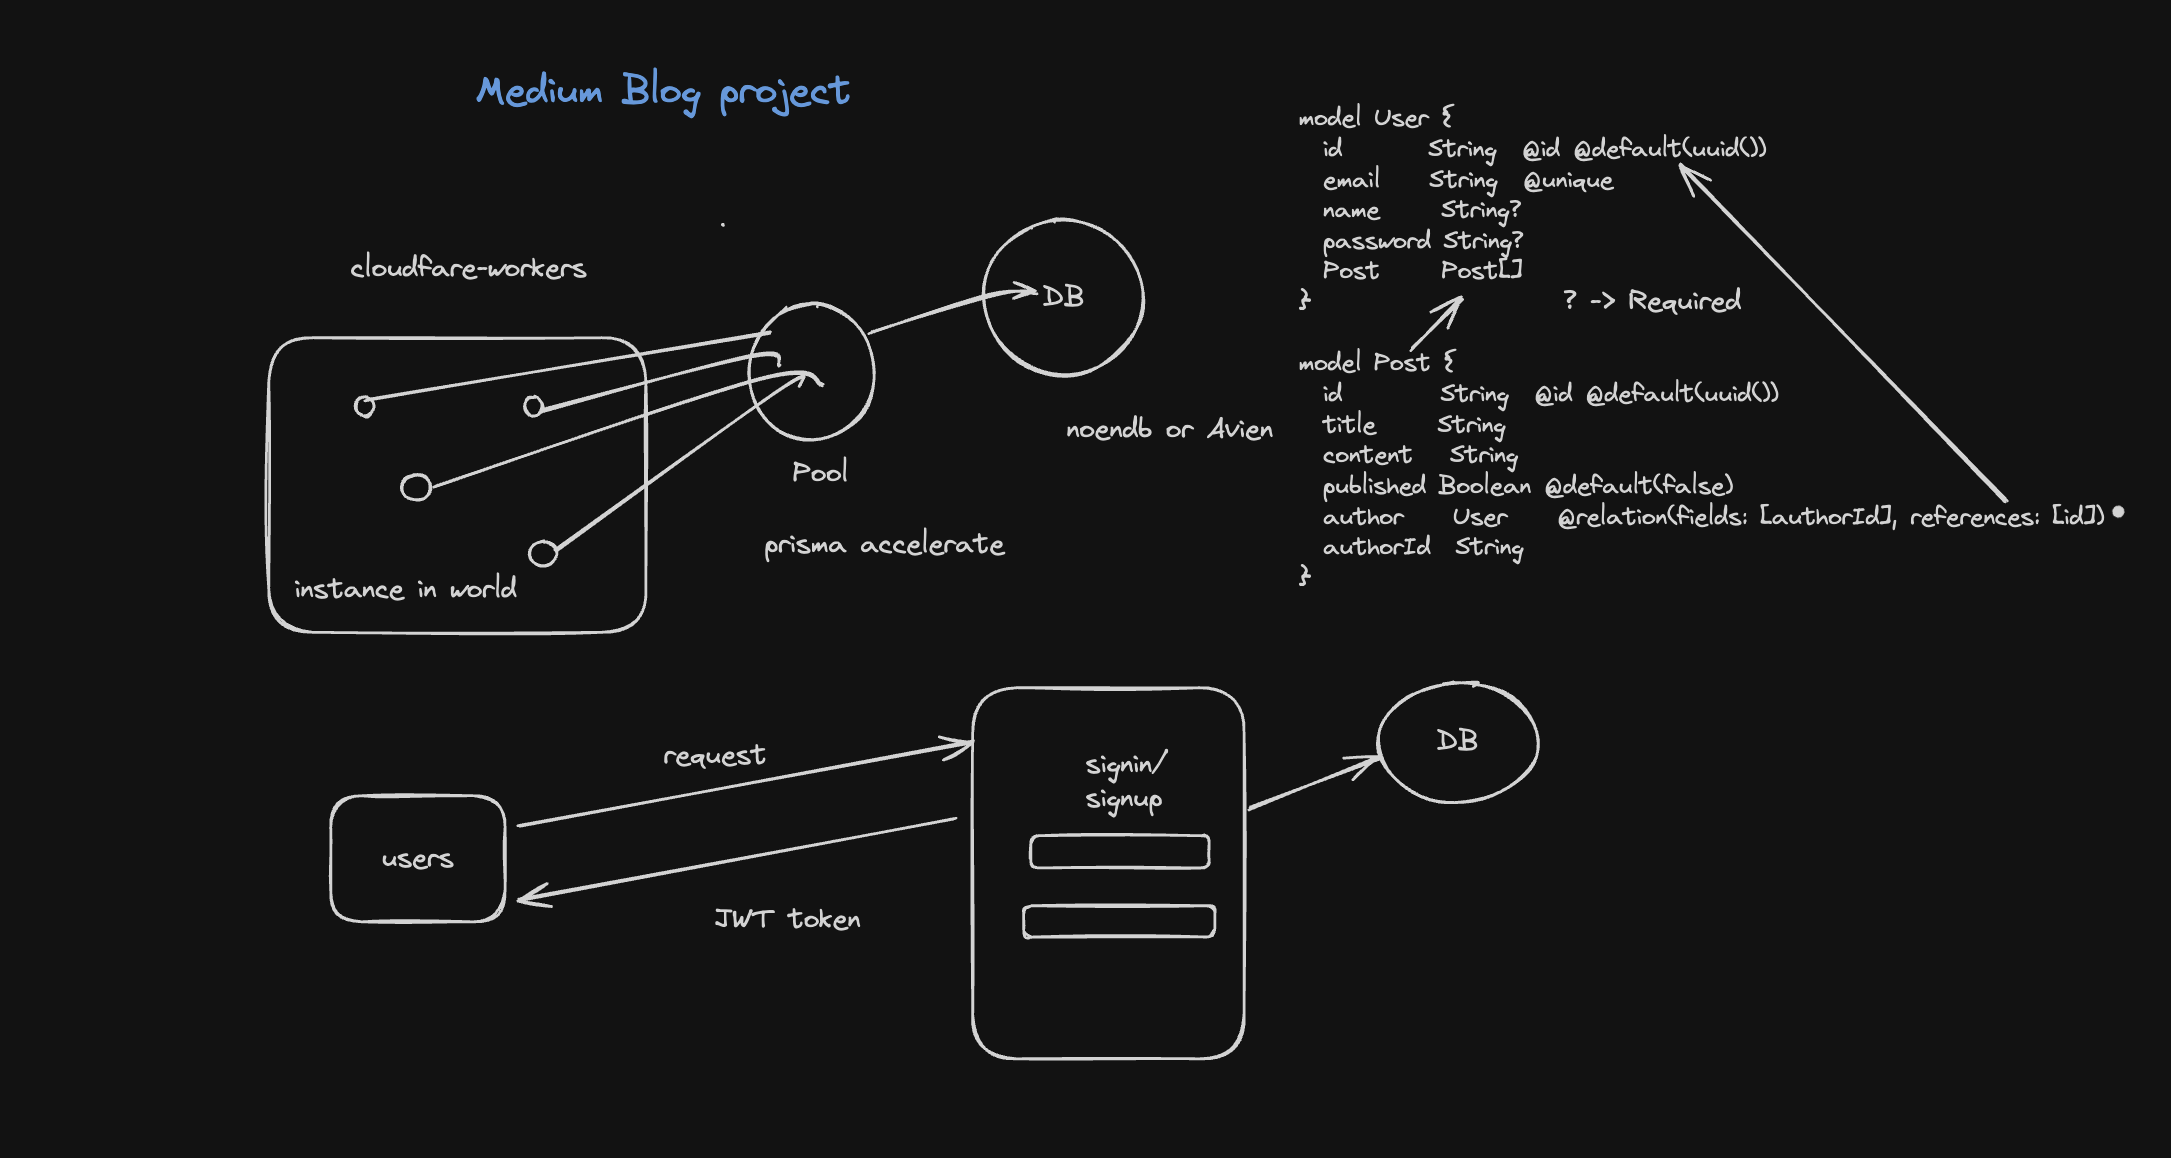 Medium Blog project
cloudfare-workers
instance in world
Pool
prisma accelerate
DB
noendb or Avien
model User {
id String @id @default(uuid())
email String @unique
name String?
password String?
Post Post[]
}
? -> Required
model Post {
id String @id @default(uuid())
title String
content String
published Boolean @default(false)
author User @relation(fields: [authorId], references: [id])
authorId String
}
users
request
JWT token
signin/
signup
DB